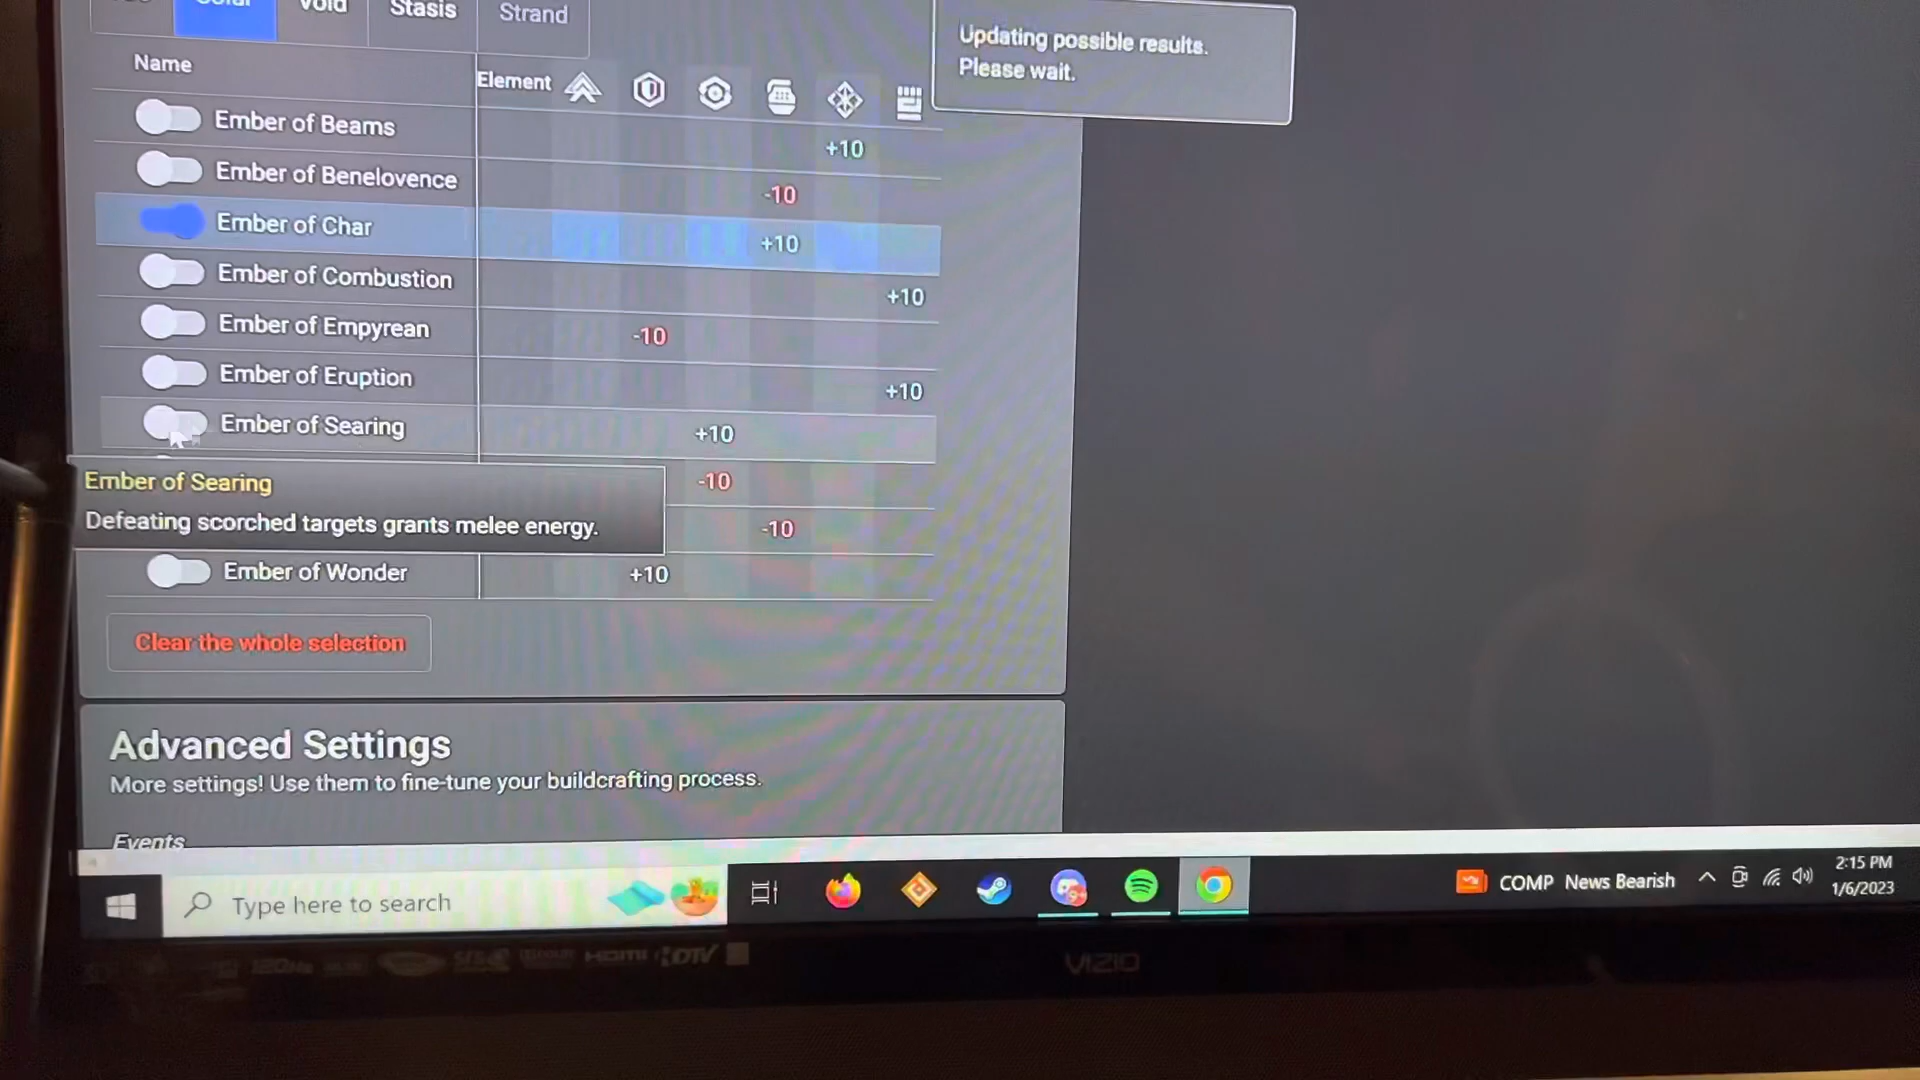 Void
Stasis
Strand
Updating possible results.
Please wait.
Name
Element
Ember of Beams
+10
Ember of Benelovence
-10
Ember of Char
+10
Ember of Combustion
+10
Ember of Empyrean
-10
Ember of Eruption
+10
Ember of Searing
+10
Ember of Searing
-10
Defeating scorched targets grants melee energy.
-10
Ember of Wonder
+10
Clear the whole selection
Advanced Settings
More settings! Use them to fine-tune your buildcrafting process.
Events
Type here to search
COMP News Bearish
2:15 PM
1/6/2023
120Hz
HDMI
HDTV
VIZIO